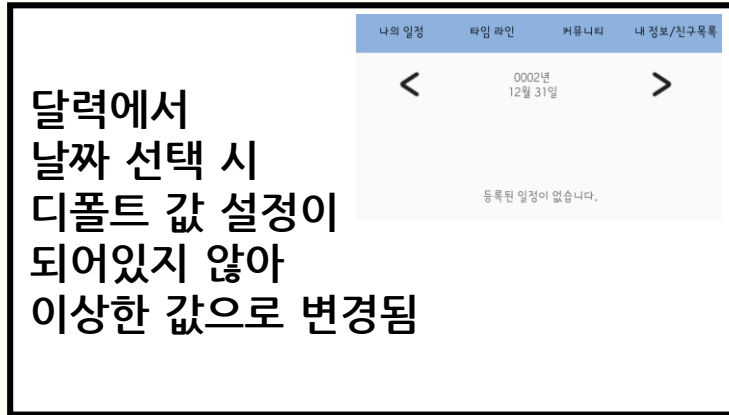 나의 일정 타임 라인 커뮤니티 내 정보/친구목록
< 0002년 >
12월 31일
등록된 일정이 없습니다.
달력에서
날짜 선택 시
디폴트 값 설정이
되어있지 않아
이상한 값으로 변경됨